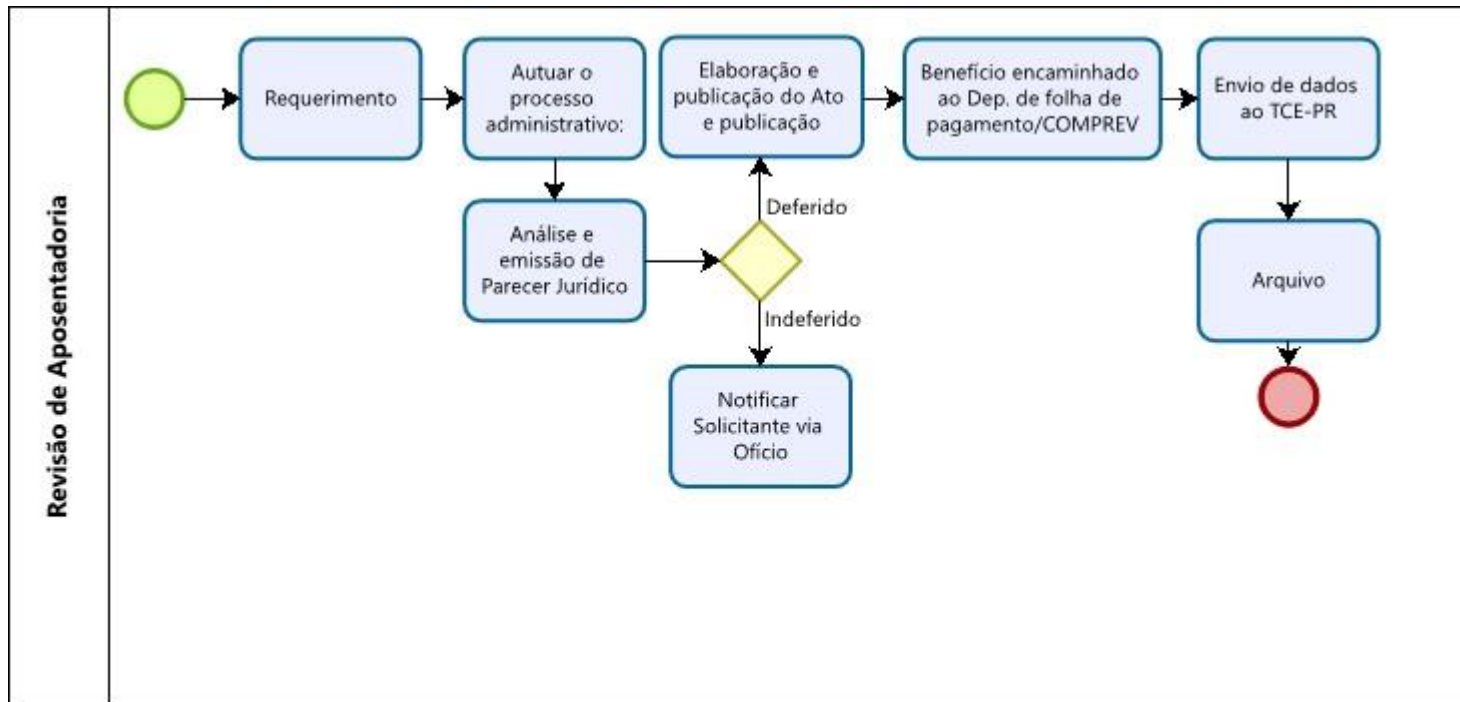 Revisão de Aposentadoria
Requerimento
Autuar o
processo
administrativo:
Análise e
emissão de
Parecer Jurídico
Deferido
Elaboração e
publicação do Ato
e publicação
Benefício encaminhado
ao Dep. de folha de
pagamento/COMPREV
Envio de dados
ao TCE-PR
Arquivo
Indeferido
Notificar
Solicitante via
Ofício